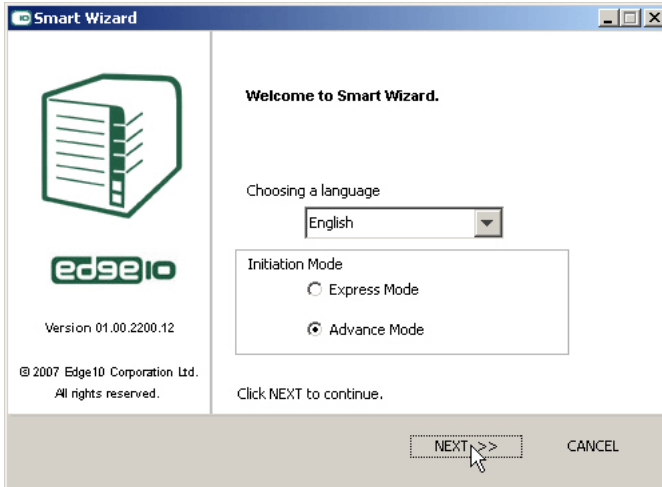 Smart Wizard
Welcome to Smart Wizard.
Choosing a language
English
Initiation Mode
Express Mode
Advance Mode
edge10
Version 01.00.2200.12
© 2007 Edge10 Corporation Ltd.
All rights reserved.
Click NEXT to continue.
NEXT >>
CANCEL